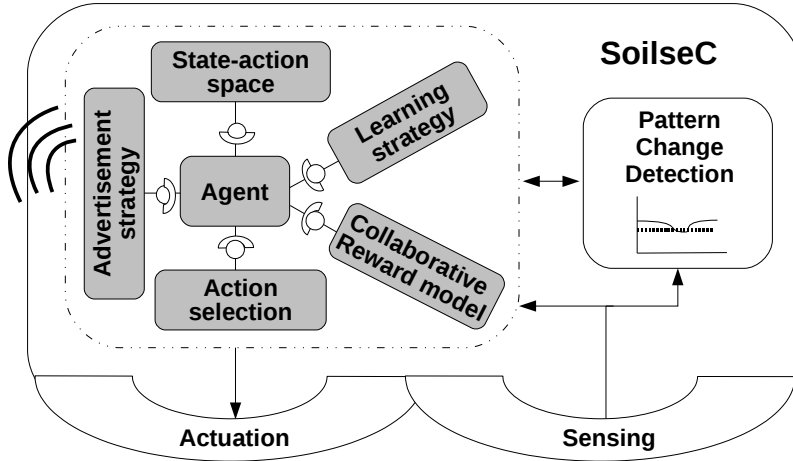 SoilseC
State-action
space
Learning
strategy
Advertisement
strategy
Agent
Pattern
Change
Detection
Collaborative
Reward model
Action
selection
Actuation
Sensing